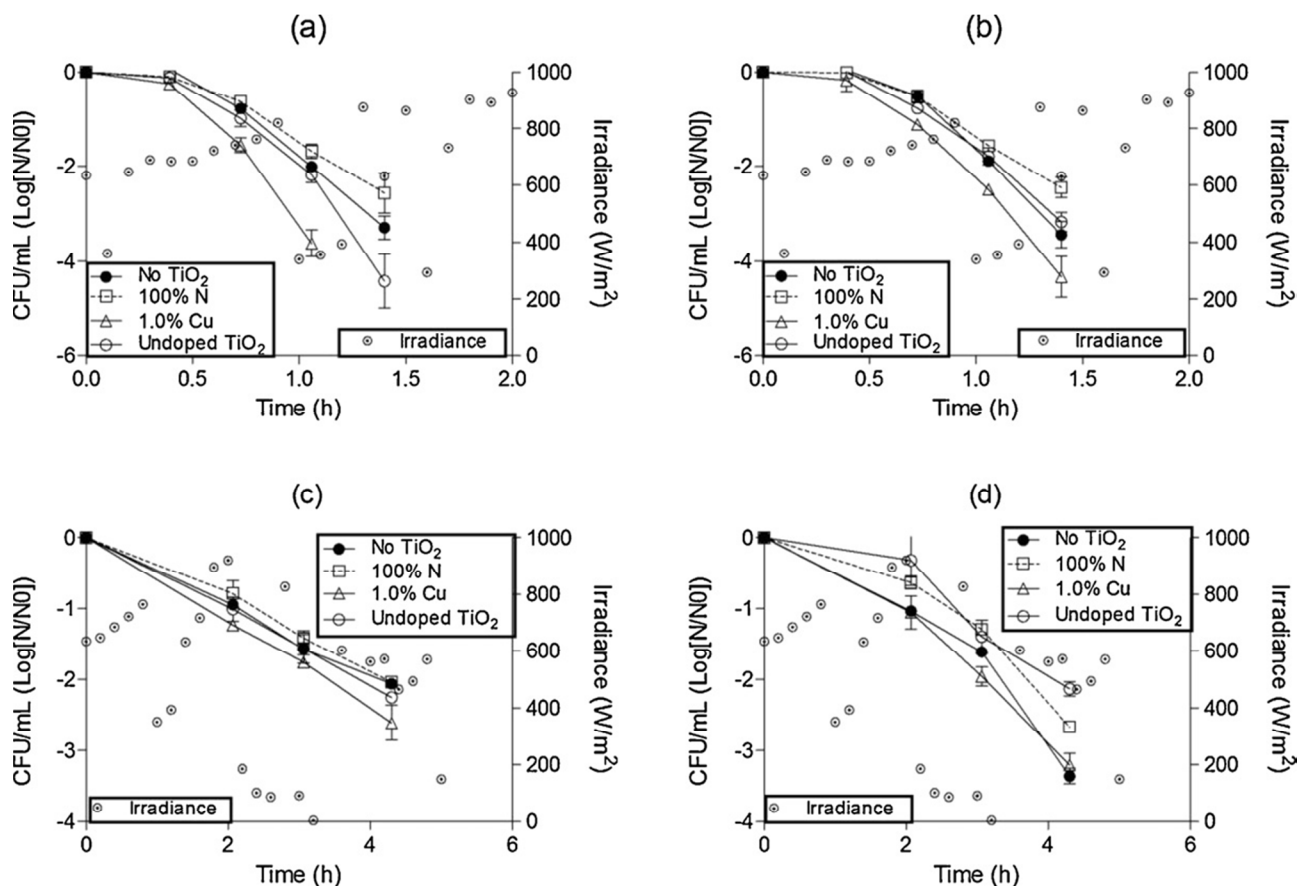 (a)
0
-2
-4
-6
CFU/mL (Log[N/N0])
1000
800
600
400
200
0
Irradiance (W/m²)
No TiO₂
100% N
1.0% Cu
Undoped TiO₂
Irradiance
0.0 0.5 1.0 1.5 2.0
Time (h)
(b)
0
-2
-4
-6
CFU/mL (Log[N/N0])
1000
800
600
400
200
0
Irradiance (W/m²)
No TiO₂
100% N
1.0% Cu
Undoped TiO₂
Irradiance
0.0 0.5 1.0 1.5 2.0
Time (h)
(c)
0
-1
-2
-3
-4
CFU/mL (Log[N/N0])
No TiO₂
100% N
1.0% Cu
Undoped TiO₂
1000
800
600
400
200
0
Irradiance (W/m²)
Irradiance
0 2 4 6
Time (h)
(d)
0
-1
-2
-3
-4
CFU/mL (Log[N/N0])
No TiO₂
100% N
1.0% Cu
Undoped TiO₂
1000
800
600
400
200
0
Irradiance (W/m²)
Irradiance
0 2 4 6
Time (h)